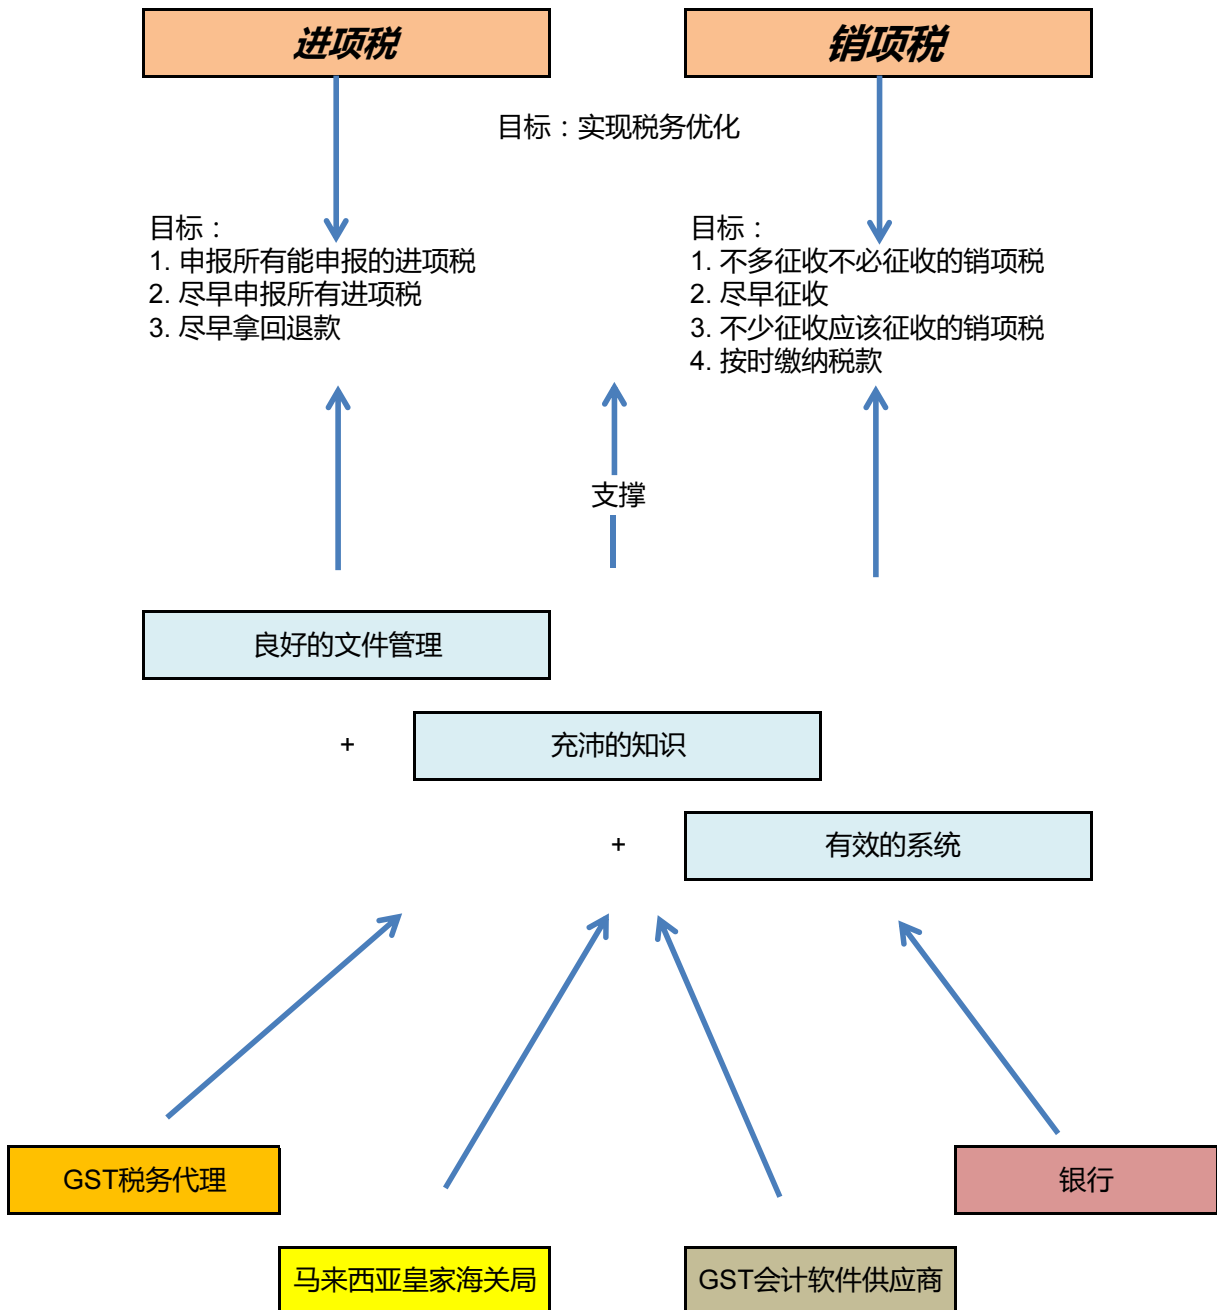 进项税
销项税
目标：实现税务优化
目标：
1. 申报所有能申报的进项税
2. 尽早申报所有进项税
3. 尽早拿回退款
目标：
1. 不多征收不必征收的销项税
2. 尽早征收
3. 不少征收应该征收的销项税
4. 按时缴纳税款
支撑
良好的文件管理
+
充沛的知识
+
有效的系统
GST税务代理
银行
马来西亚皇家海关局
GST会计软件供应商